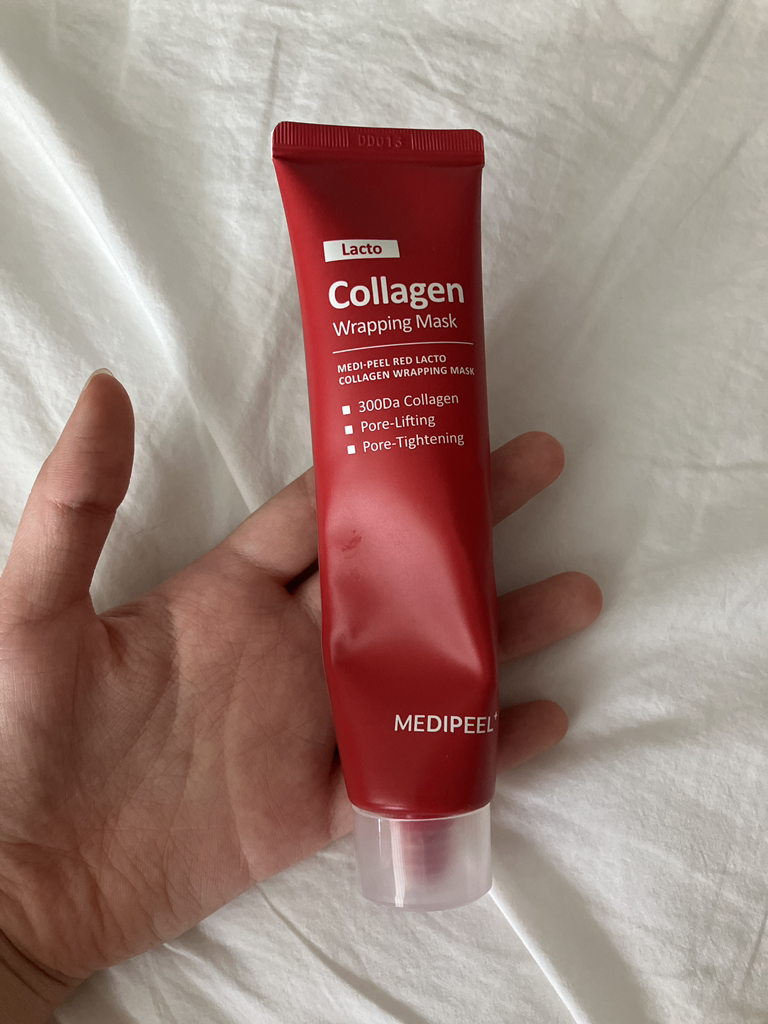 Lacto
Collagen
Wrapping Mask
MEDI-PEEL RED LACTO
COLLAGEN WRAPPING MASK
300Da Collagen
Pore-Lifting
Pore-Tightening
MEDIPEEL+